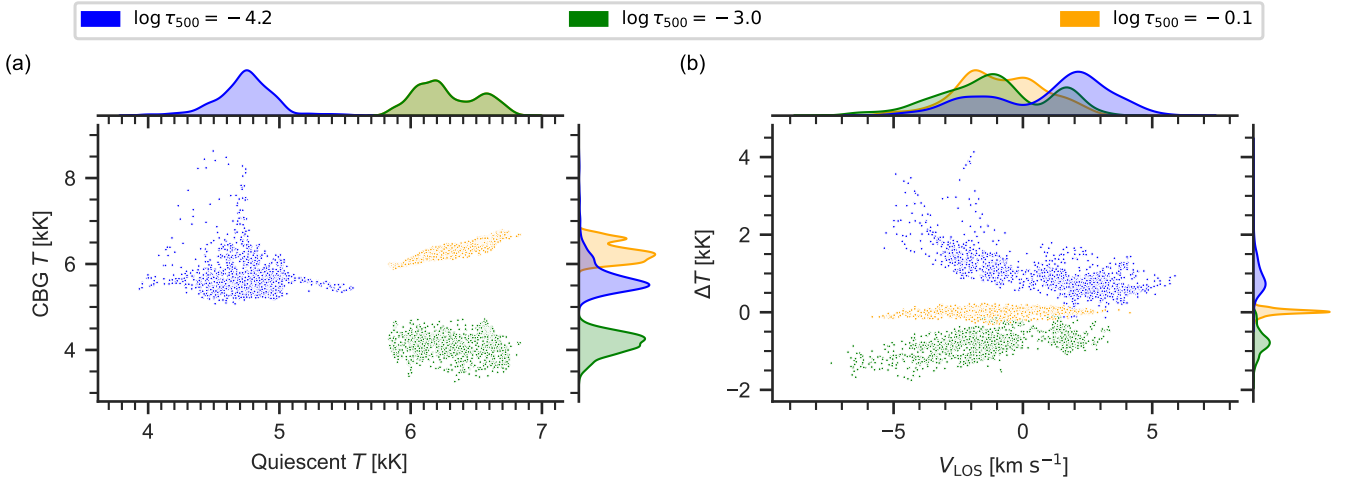 log τ500 = −4.2 log τ500 = −3.0 log τ500 = −0.1
(a)
(b)
CBG T [kK]
8
6
4
4 5 6 7
Quiescent T [kK]
ΔT [kK]
4
2
0
−2
−5 0 5
VLOS [km s−1]